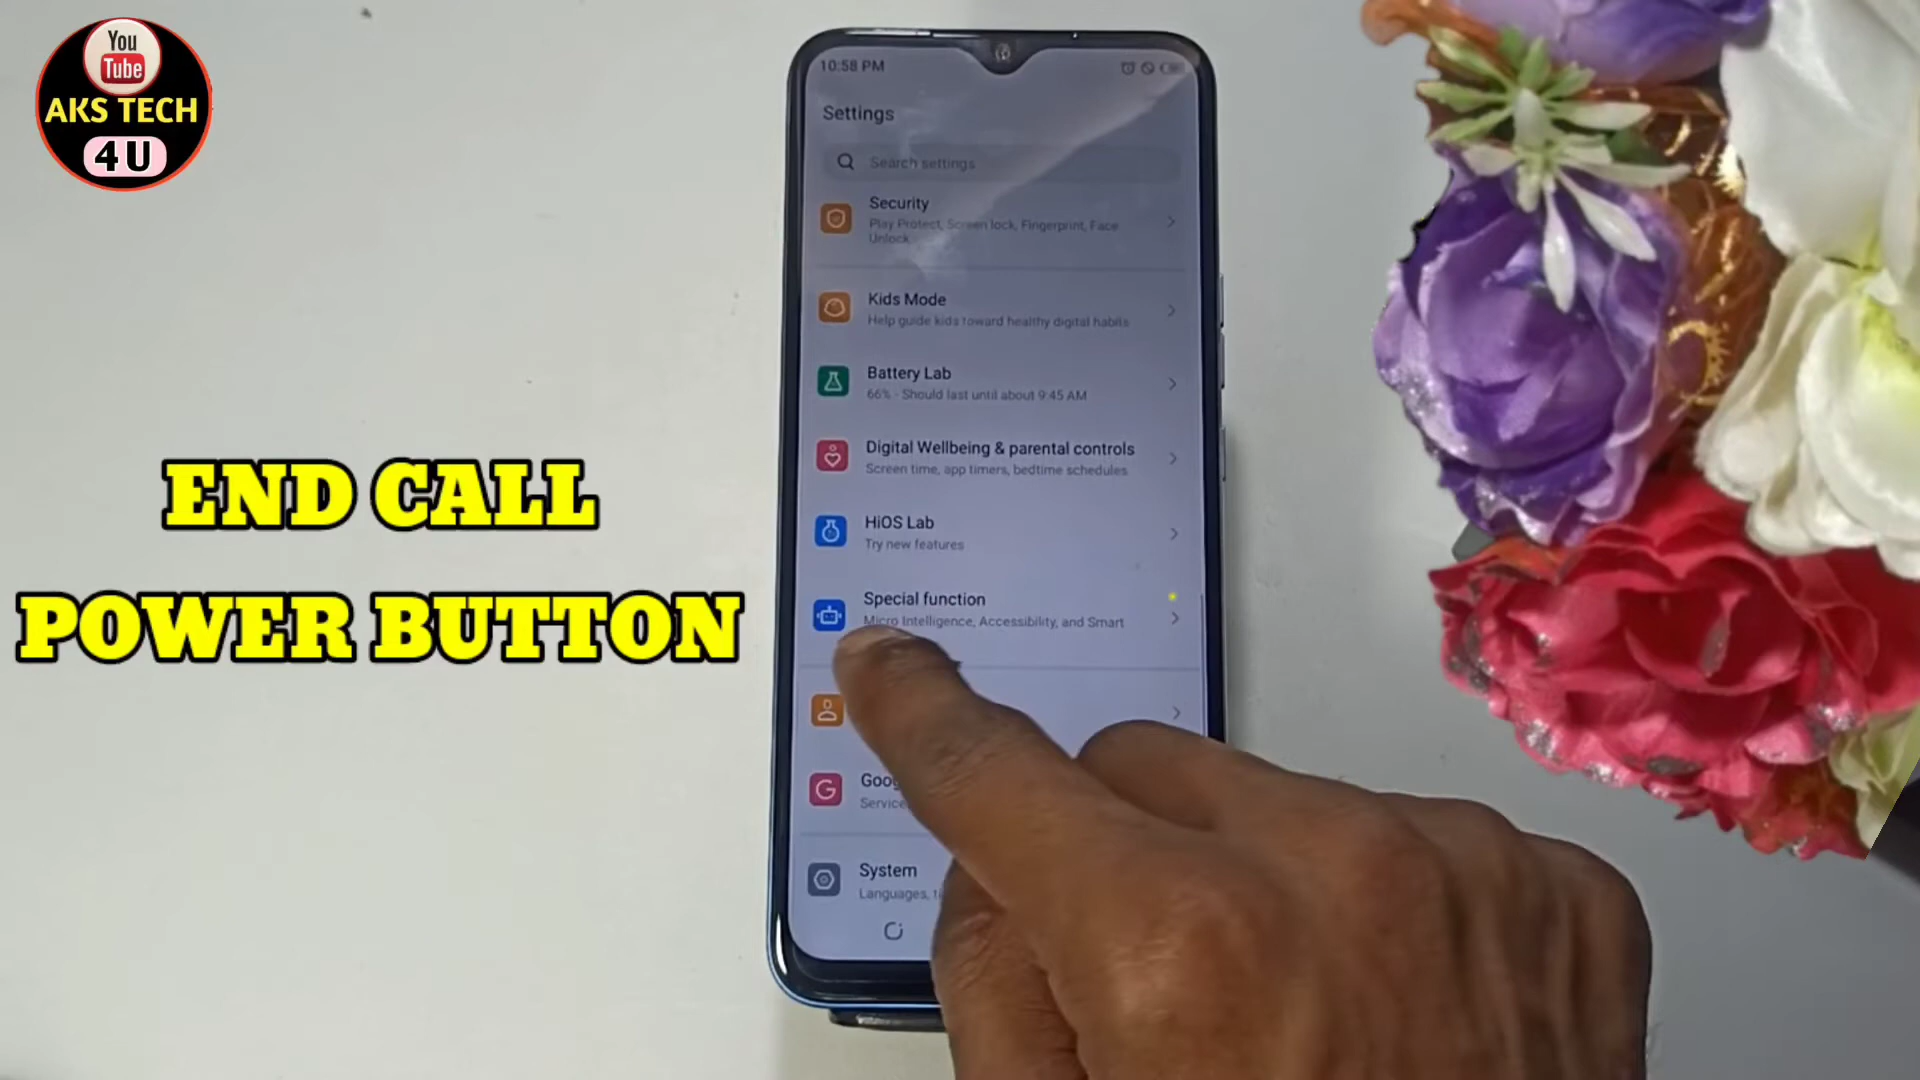 You
Tube
AKS TECH
4 U
END CALL
POWER BUTTON
10:58 PM
Settings
Search settings
Security
Play Protect, Screen lock, Fingerprint, Face
Unlock
Kids Mode
Help guide kids toward healthy digital habits
Battery Lab
66% - Should last until about 9:45 AM
Digital Wellbeing & parental controls
Screen time, app timers, bedtime schedules
HiOS Lab
Try new features
Special function
Micro Intelligence, Accessibility, and Smart
G
System
Languages,